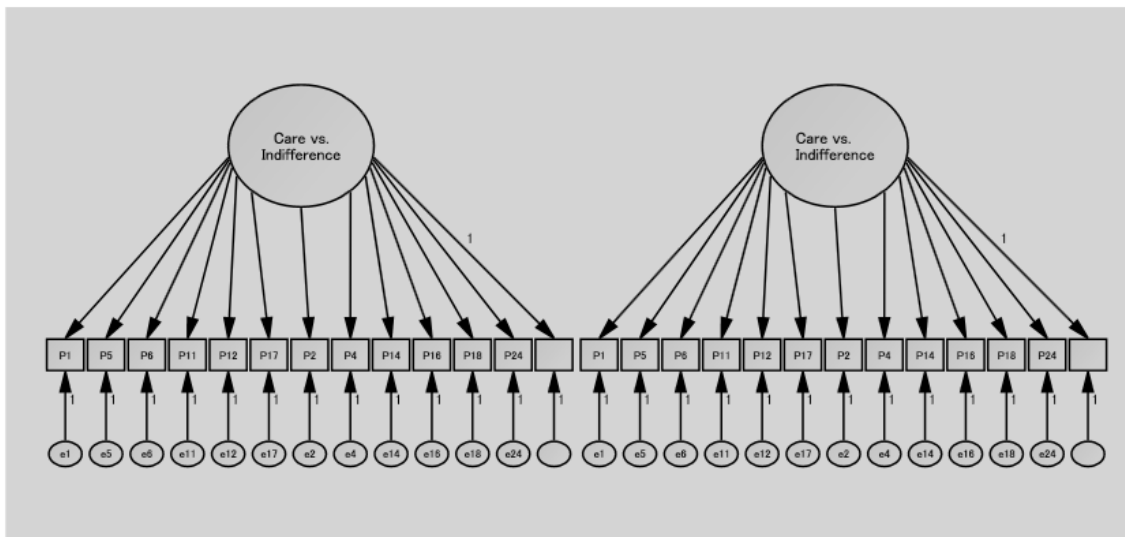 Care vs.
Indifference
Care vs.
Indifference
1 1
P1 P5 P6 P11 P12 P17 P2 P4 P14 P16 P18 P24 P1 P5 P6 P11 P12 P17 P2 P4 P14 P16 P18 P24
1 1 1 1 1 1 1 1 1 1 1 1 1 1 1 1 1 1 1 1 1 1 1 1 1 1
e1 e5 e6 e11 e12 e17 e2 e4 e14 e16 e18 e24 e1 e5 e6 e11 e12 e17 e2 e4 e14 e16 e18 e24